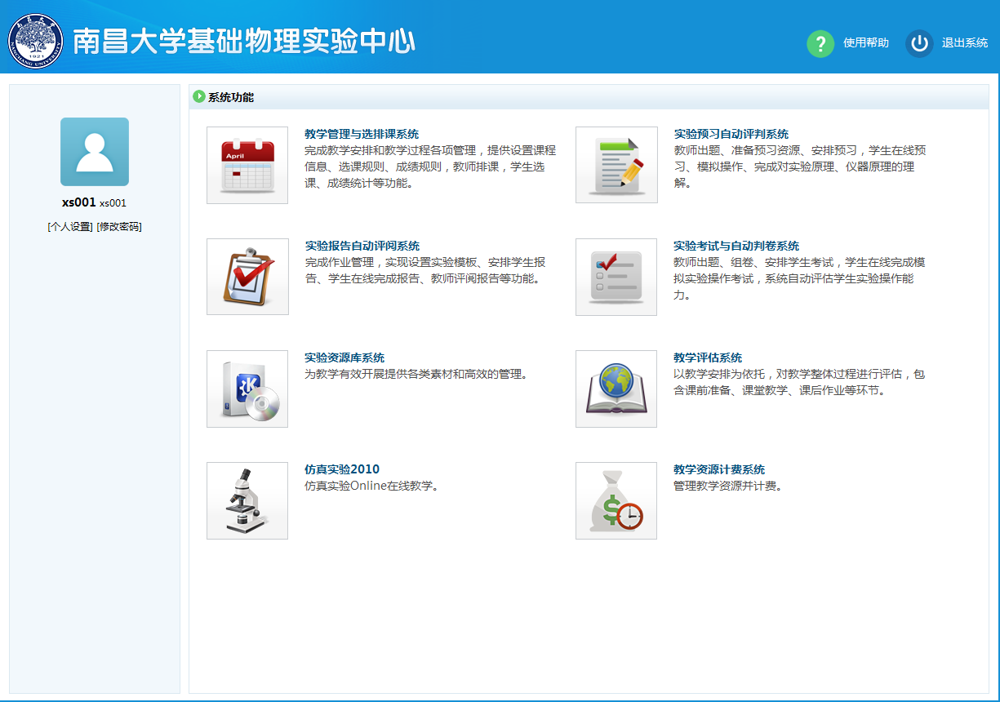 南昌大学
NANCHANG UNIVERSITY
1921
南昌大学基础物理实验中心
使用帮助
退出系统
xs001 xs001
[个人设置] [修改密码]
系统功能
April
教学管理与选排课系统
完成教学安排和教学过程各项管理，提供设置课程
信息、选课规则、成绩规则，教师排课，学生选
课、成绩统计等功能。
实验预习自动评判系统
教师出题、准备预习资源、安排预习，学生在线预
习、模拟操作、完成对实验原理、仪器原理的理
解。
实验报告自动评阅系统
完成作业管理，实现设置实验模板、安排学生报
告、学生在线完成报告、教师评阅报告等功能。
实验考试与自动判卷系统
教师出题、组卷、安排学生考试，学生在线完成模
拟实验操作考试，系统自动评估学生实验操作能
力。
实验资源库系统
为教学有效开展提供各类素材和高效的管理。
教学评估系统
以教学安排为依托，对教学整体过程进行评估，包
含课前准备、课堂教学、课后作业等环节。
仿真实验2010
仿真实验Online在线教学。
教学资源计费系统
管理教学资源并计费。